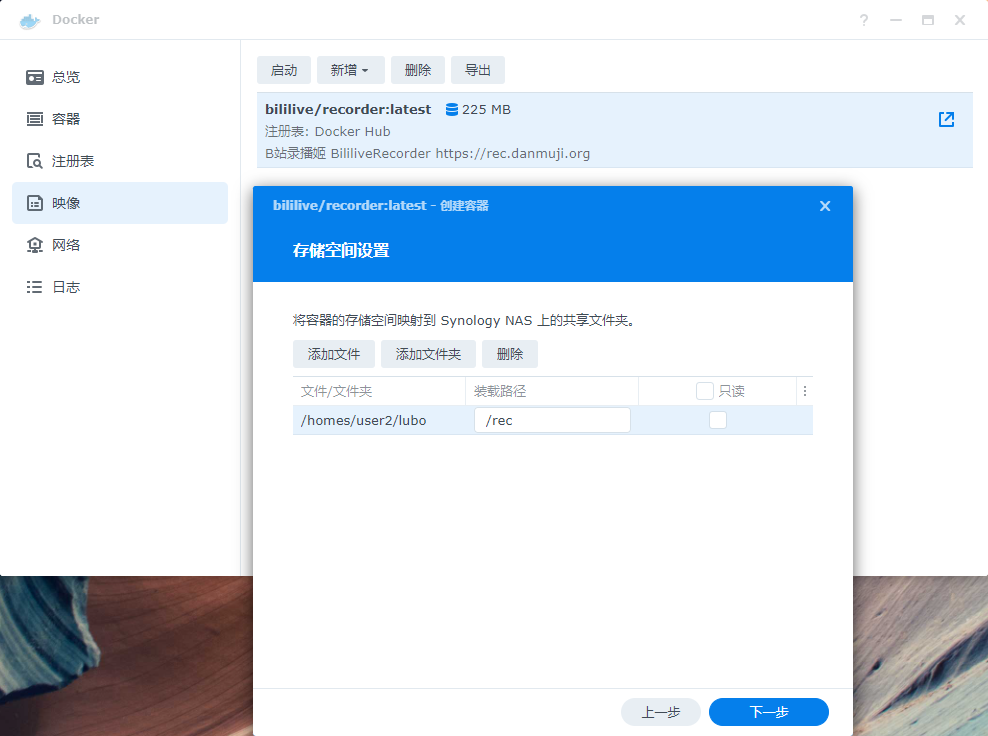 Docker
总览
容器
注册表
映像
网络
日志
启动 新增 删除 导出
bililive/recorder:latest 225 MB
注册表: Docker Hub
B站录播姬 BililiveRecorder https://rec.danmuji.org
bililive/recorder:latest - 创建容器
存储空间设置
将容器的存储空间映射到 Synology NAS 上的共享文件夹。
添加文件 添加文件夹 删除
文件/文件夹 装载路径 只读
/homes/user2/lubo /rec
上一步 下一步